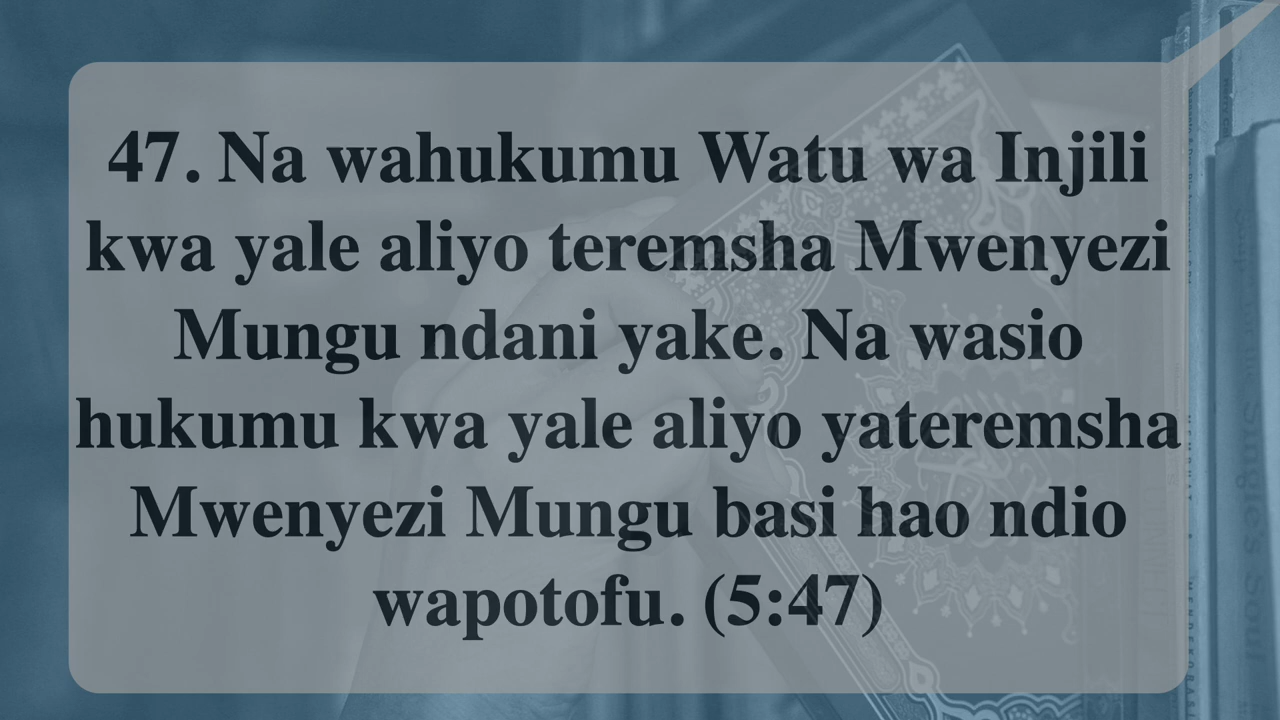 47. Na wahukumu Watu wa Injili
kwa yale aliyo teremsha Mwenyezi
Mungu ndani yake. Na wasio
hukumu kwa yale aliyo yateremsha
Mwenyezi Mungu basi hao ndio
wapotofu. (5:47)